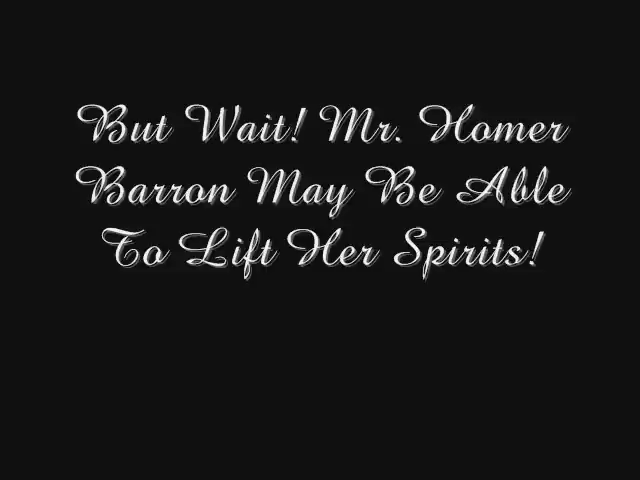 But Wait! Mr. Homer
Barron May Be Able
To Lift Her Spirits!